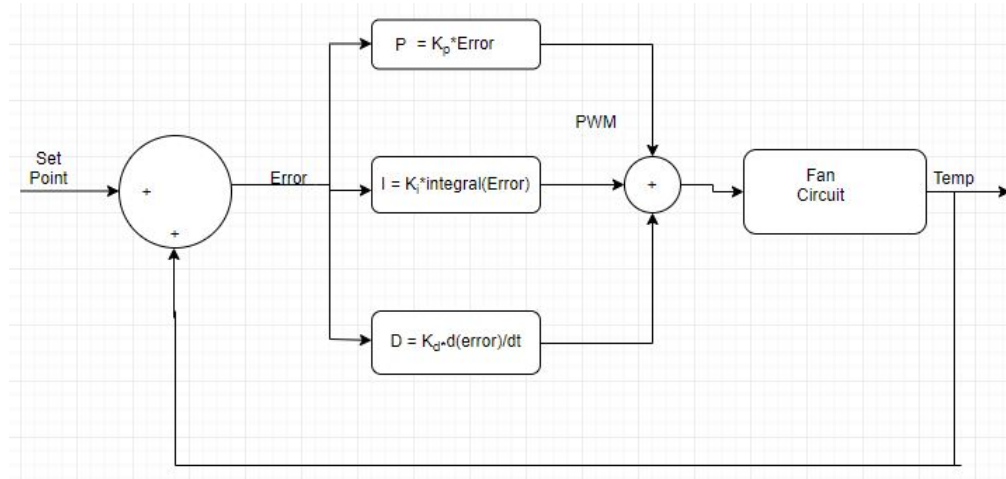 P = Kp*Error
PWM
Set
Point
+
Error
I = Ki*integral(Error)
+
Fan
Circuit
Temp
+
D = Kd*d(error)/dt